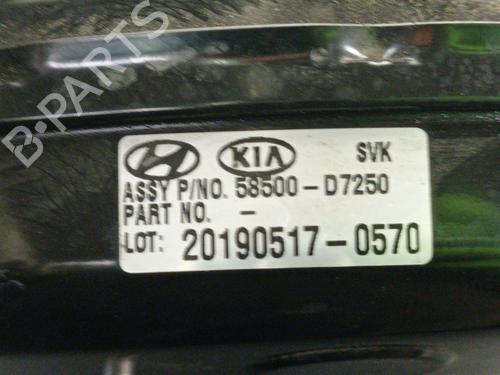 B-PARTS
KIA SVK
ASSY P/NO. 58500-D7250
PART NO. -
LOT: 20190517-0570